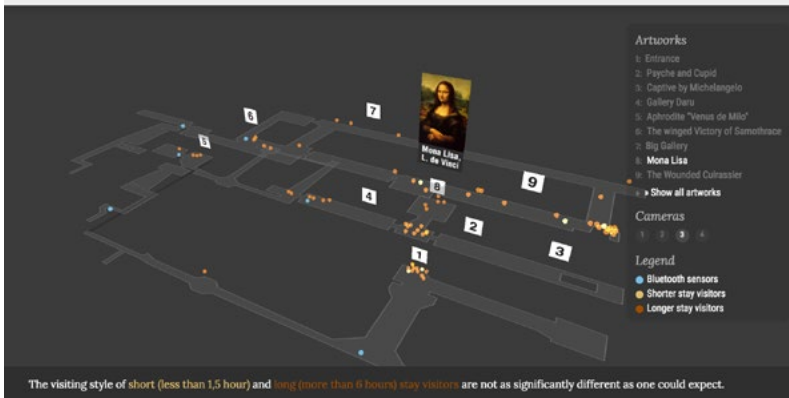 Artworks
1: Entrance
2: Psyche and Cupid
3: Captive by Michelangelo
4: Gallery Daru
5: Aphrodite "Venus de Milo"
6: The winged Victory of Samothrace
7: Big Gallery
8: Mona Lisa
9: The Wounded Cuirassier
Show all artworks
Cameras
1 2 3 4
Legend
Bluetooth sensors
Shorter stay visitors
Longer stay visitors
7
6
5
Mona Lisa,
L. de Vinci
8
9
4
2
3
1
The visiting style of short (less than 1,5 hour) and long (more than 6 hours) stay visitors are not as significantly different as one could expect.